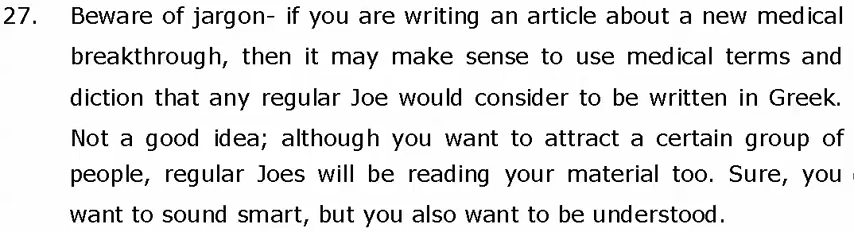 27. Beware of jargon- if you are writing an article about a new medical
breakthrough, then it may make sense to use medical terms and
diction that any regular Joe would consider to be written in Greek.
Not a good idea; although you want to attract a certain group of
people, regular Joes will be reading your material too. Sure, you
want to sound smart, but you also want to be understood.